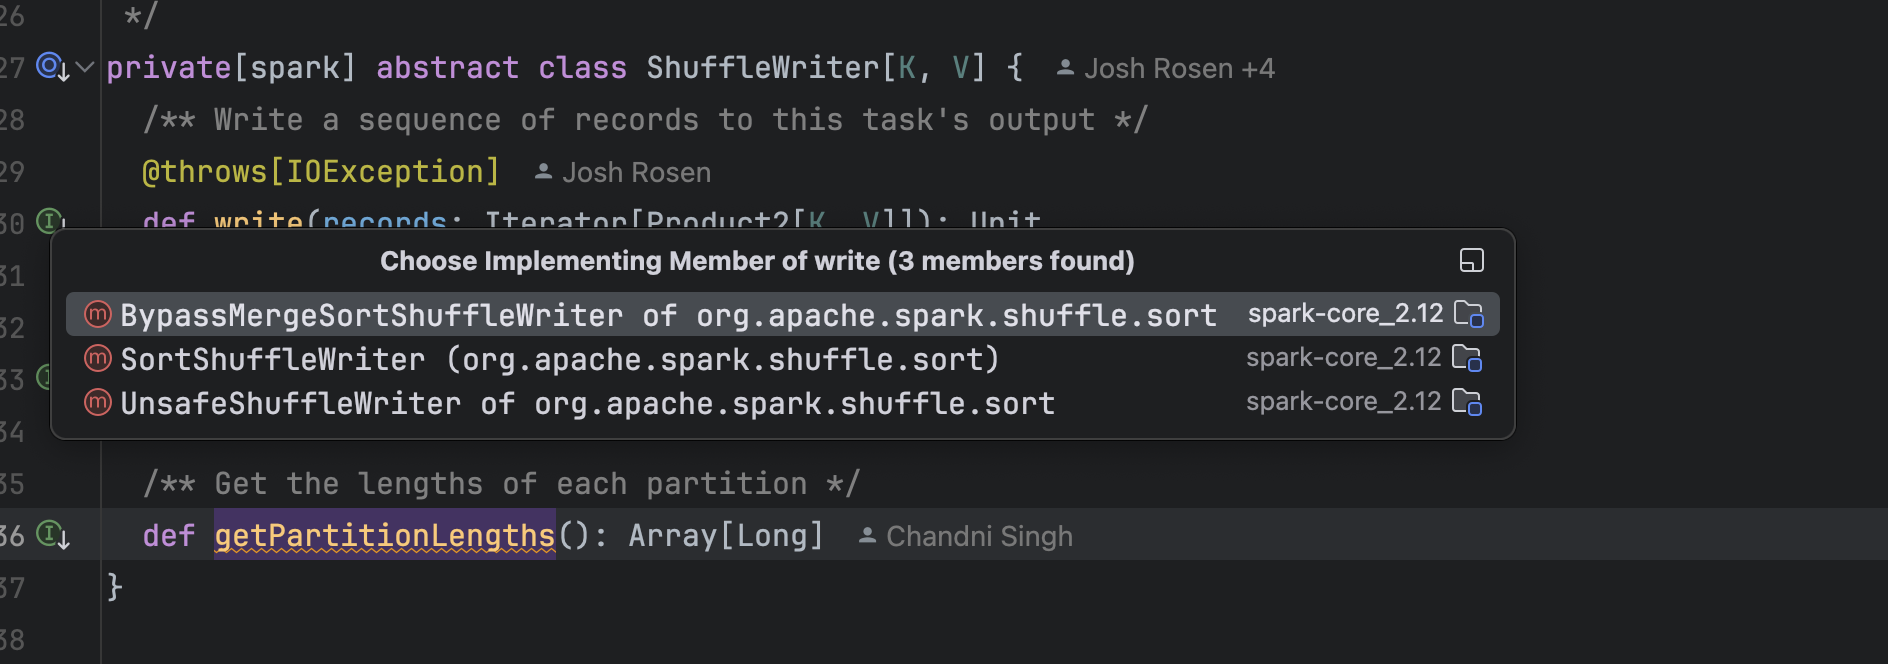 26 */
27 private[spark] abstract class ShuffleWriter[K, V] { Josh Rosen +4
28 /** Write a sequence of records to this task's output */
29 @throws[IOException] Josh Rosen
30 def write(records: Iterator[Product2[K, V]]): Unit
31 Choose Implementing Member of write (3 members found)
BypassMergeSortShuffleWriter of org.apache.spark.shuffle.sort spark-core_2.12
32
SortShuffleWriter (org.apache.spark.shuffle.sort) spark-core_2.12
33
UnsafeShuffleWriter of org.apache.spark.shuffle.sort spark-core_2.12
34
35 /** Get the lengths of each partition */
36 def getPartitionLengths(): Array[Long] Chandni Singh
37 }
38